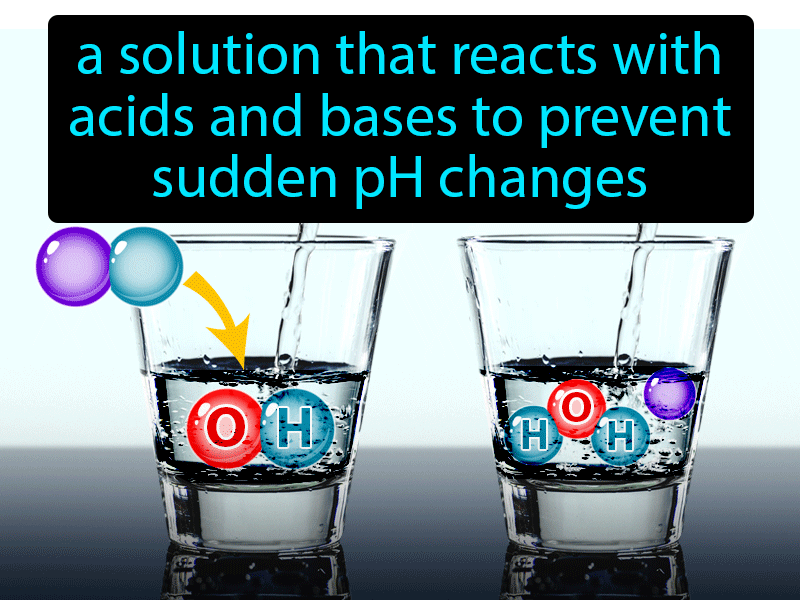 a solution that reacts with
acids and bases to prevent
sudden pH changes
O H
H O H